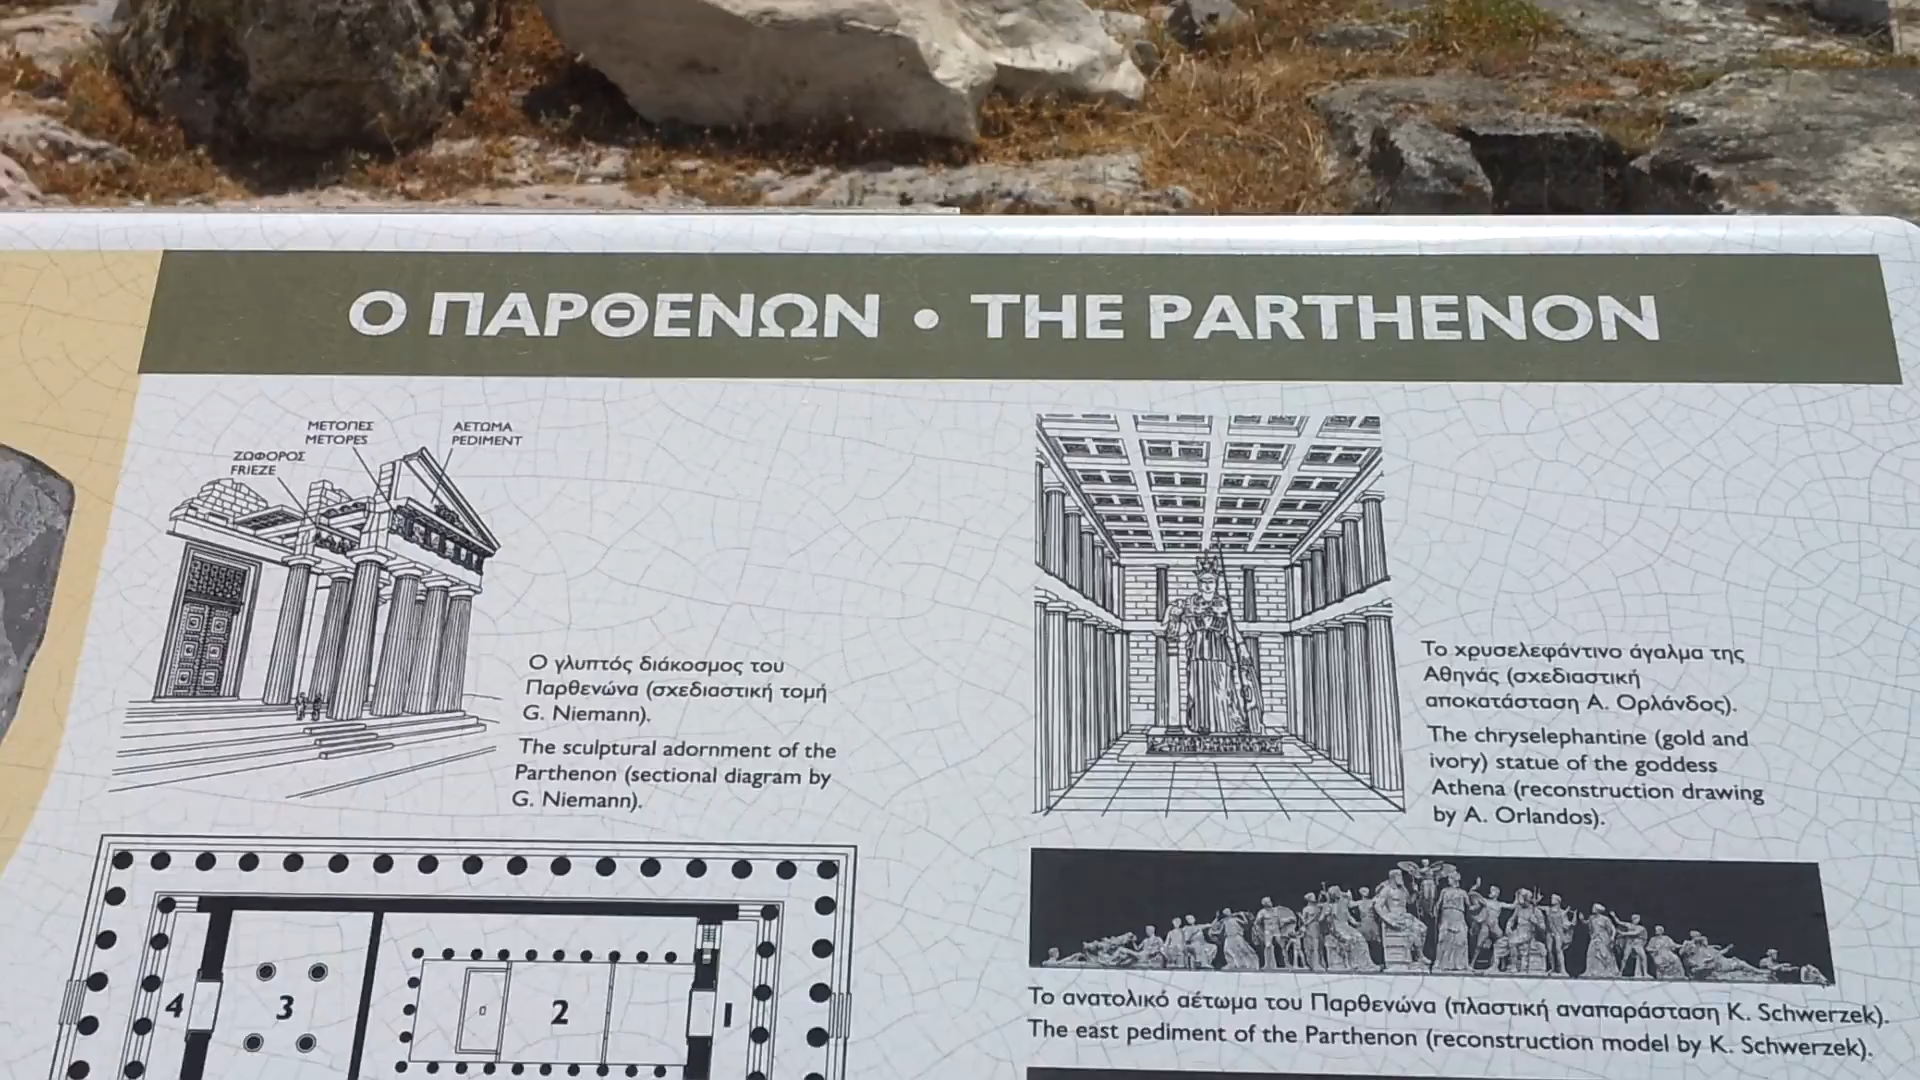 Ο ΠΑΡΘΕΝΩΝ • THE PARTHENON
ΜΕΤΟΠΕΣ
METOPES
ΑΕΤΩΜΑ
PEDIMENT
ΖΩΦΟΡΟΣ
FRIEZE
Ο γλυπτός διάκοσμος του
Παρθενώνα (σχεδιαστική τομή
G. Niemann).
The sculptural adornment of the
Parthenon (sectional diagram by
G. Niemann).
Το χρυσελεφάντινο άγαλμα της
Αθηνάς (σχεδιαστική
αποκατάσταση Α. Ορλάνδος).
The chryselephantine (gold and
ivory) statue of the goddess
Athena (reconstruction drawing
by A. Orlandos).
4
3
2
1
Το ανατολικό αέτωμα του Παρθενώνα (πλαστική αναπαράσταση K. Schwerzek).
The east pediment of the Parthenon (reconstruction model by K. Schwerzek).